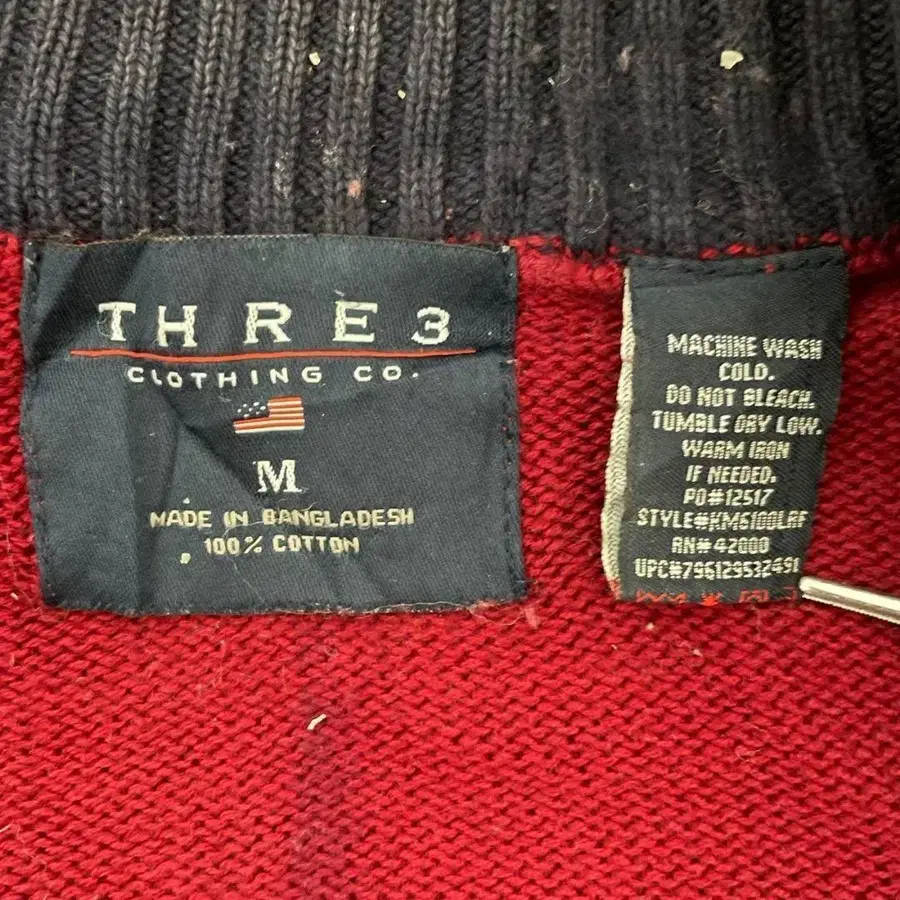 THRE3
CLOTHING CO.
M
MADE IN BANGLADESH
100% COTTON
MACHINE WASH
COLD.
DO NOT BLEACH.
TUMBLE DRY LOW.
WARM IRON
IF NEEDED.
PO#12517
STYLE#KM6100LRF
RN# 42000
UPC#796129532491